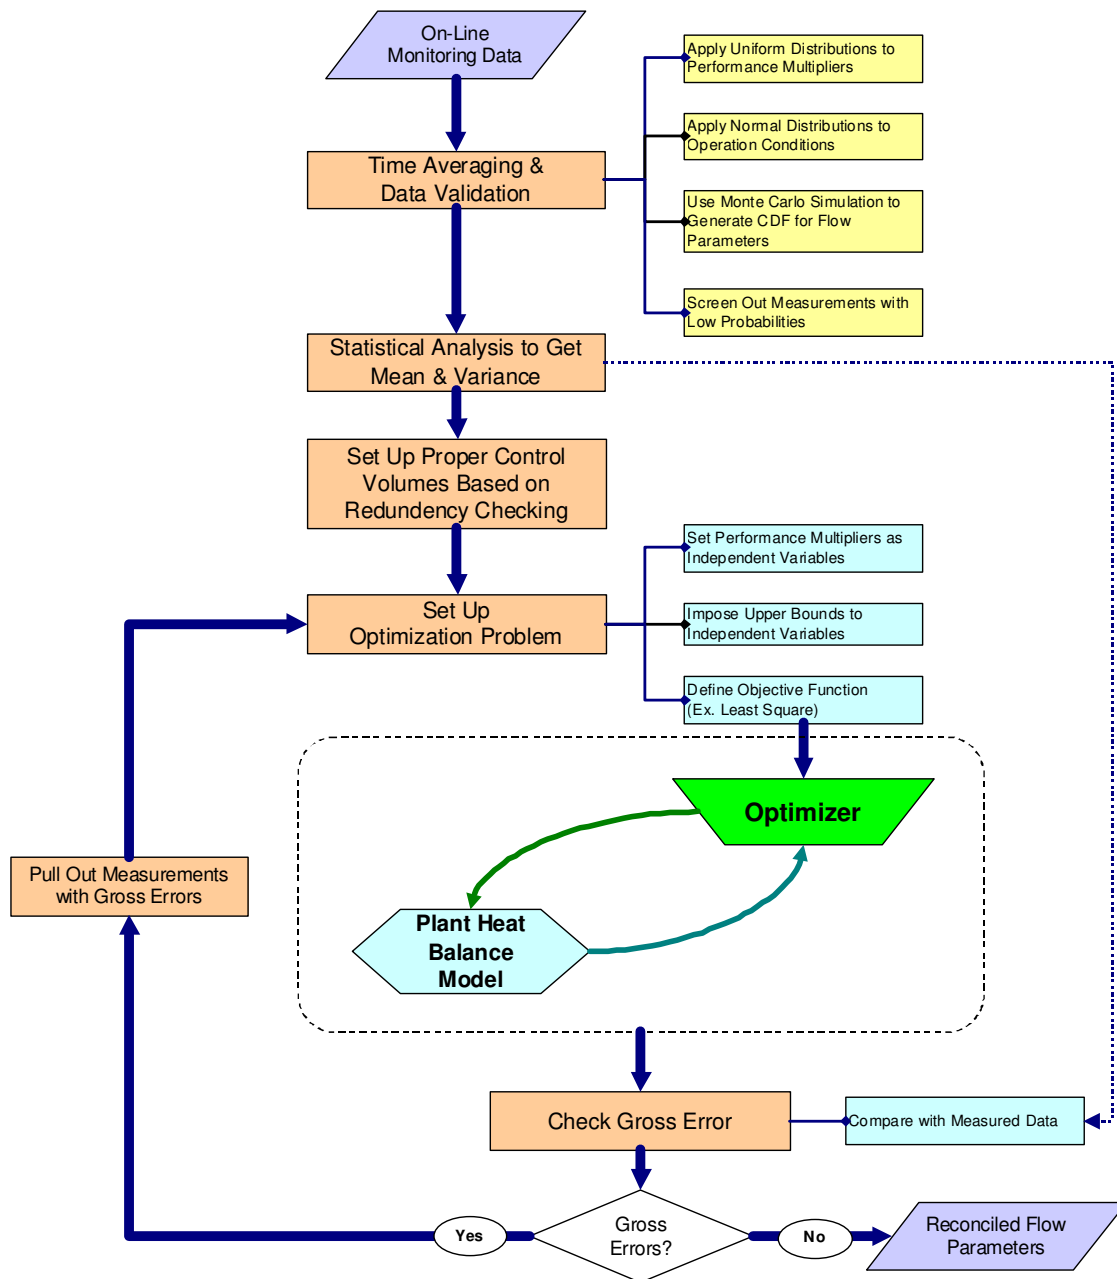 On-Line
Monitoring Data
Apply Uniform Distributions to
Performance Multipliers
Apply Normal Distributions to
Operation Conditions
Time Averaging &
Data Validation
Use Monte Carlo Simulation to
Generate CDF for Flow
Parameters
Screen Out Measurements with
Low Probabilities
Statistical Analysis to Get
Mean & Variance
Set Up Proper Control
Volumes Based on
Redundancy Checking
Set Performance Multipliers as
Independent Variables
Set Up
Optimization Problem
Impose Upper Bounds to
Independent Variables
Define Objective Function
(Ex. Least Square)
Optimizer
Pull Out Measurements
with Gross Errors
Plant Heat
Balance
Model
Check Gross Error
Compare with Measured Data
Yes
Gross
Errors?
No
Reconciled Flow
Parameters